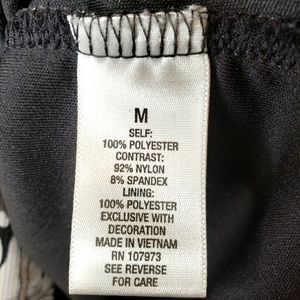 M
SELF:
100% POLYESTER
CONTRAST:
92% NYLON
8% SPANDEX
LINING:
100% POLYESTER
EXCLUSIVE WITH
DECORATION
MADE IN VIETNAM
RN 107973
SEE REVERSE
FOR CARE